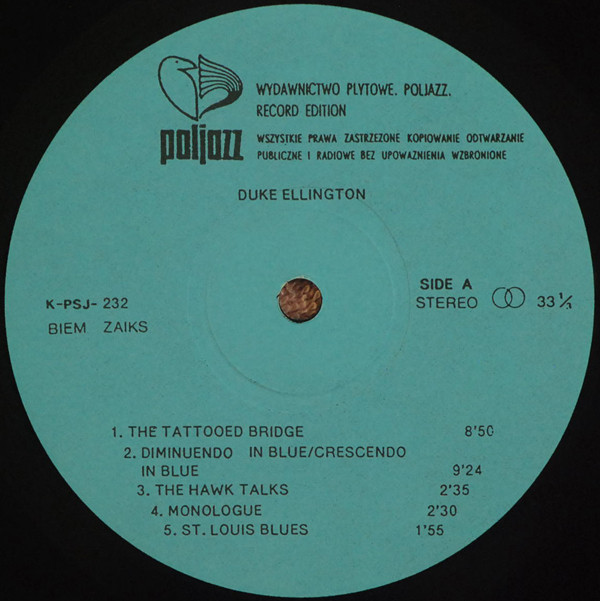 WYDAWNICTWO PLYTOWE. POLJAZZ.
RECORD EDITION
poljazz
WSZYSTKIE PRAWA ZASTRZEZONE KOPIOWANIE ODTWARZANIE
PUBLICZNE I RADIOWE BEZ UPOWAZNIENIA WZBRONIONE
DUKE ELLINGTON
K-PSJ- 232
BIEM ZAIKS
SIDE A
STEREO 33 1/3
1. THE TATTOOED BRIDGE 8'50
2. DIMINUENDO IN BLUE/CRESCENDO
IN BLUE 9'24
3. THE HAWK TALKS 2'35
4. MONOLOGUE 2'30
5. ST. LOUIS BLUES 1'55